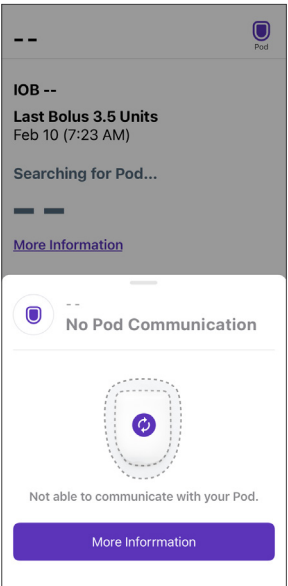 - -
Pod
IOB --
Last Bolus 3.5 Units
Feb 10 (7:23 AM)
Searching for Pod...
— —
More Information
- -
No Pod Communication
Not able to communicate with your Pod.
More Inforrmation